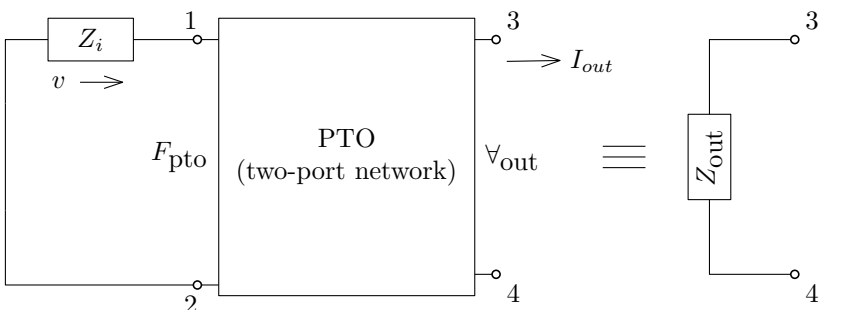 Z_i
1
3
v
I_out
F_pto
PTO
(two-port network)
∀_out
2
4
≡
Z_out
3
4